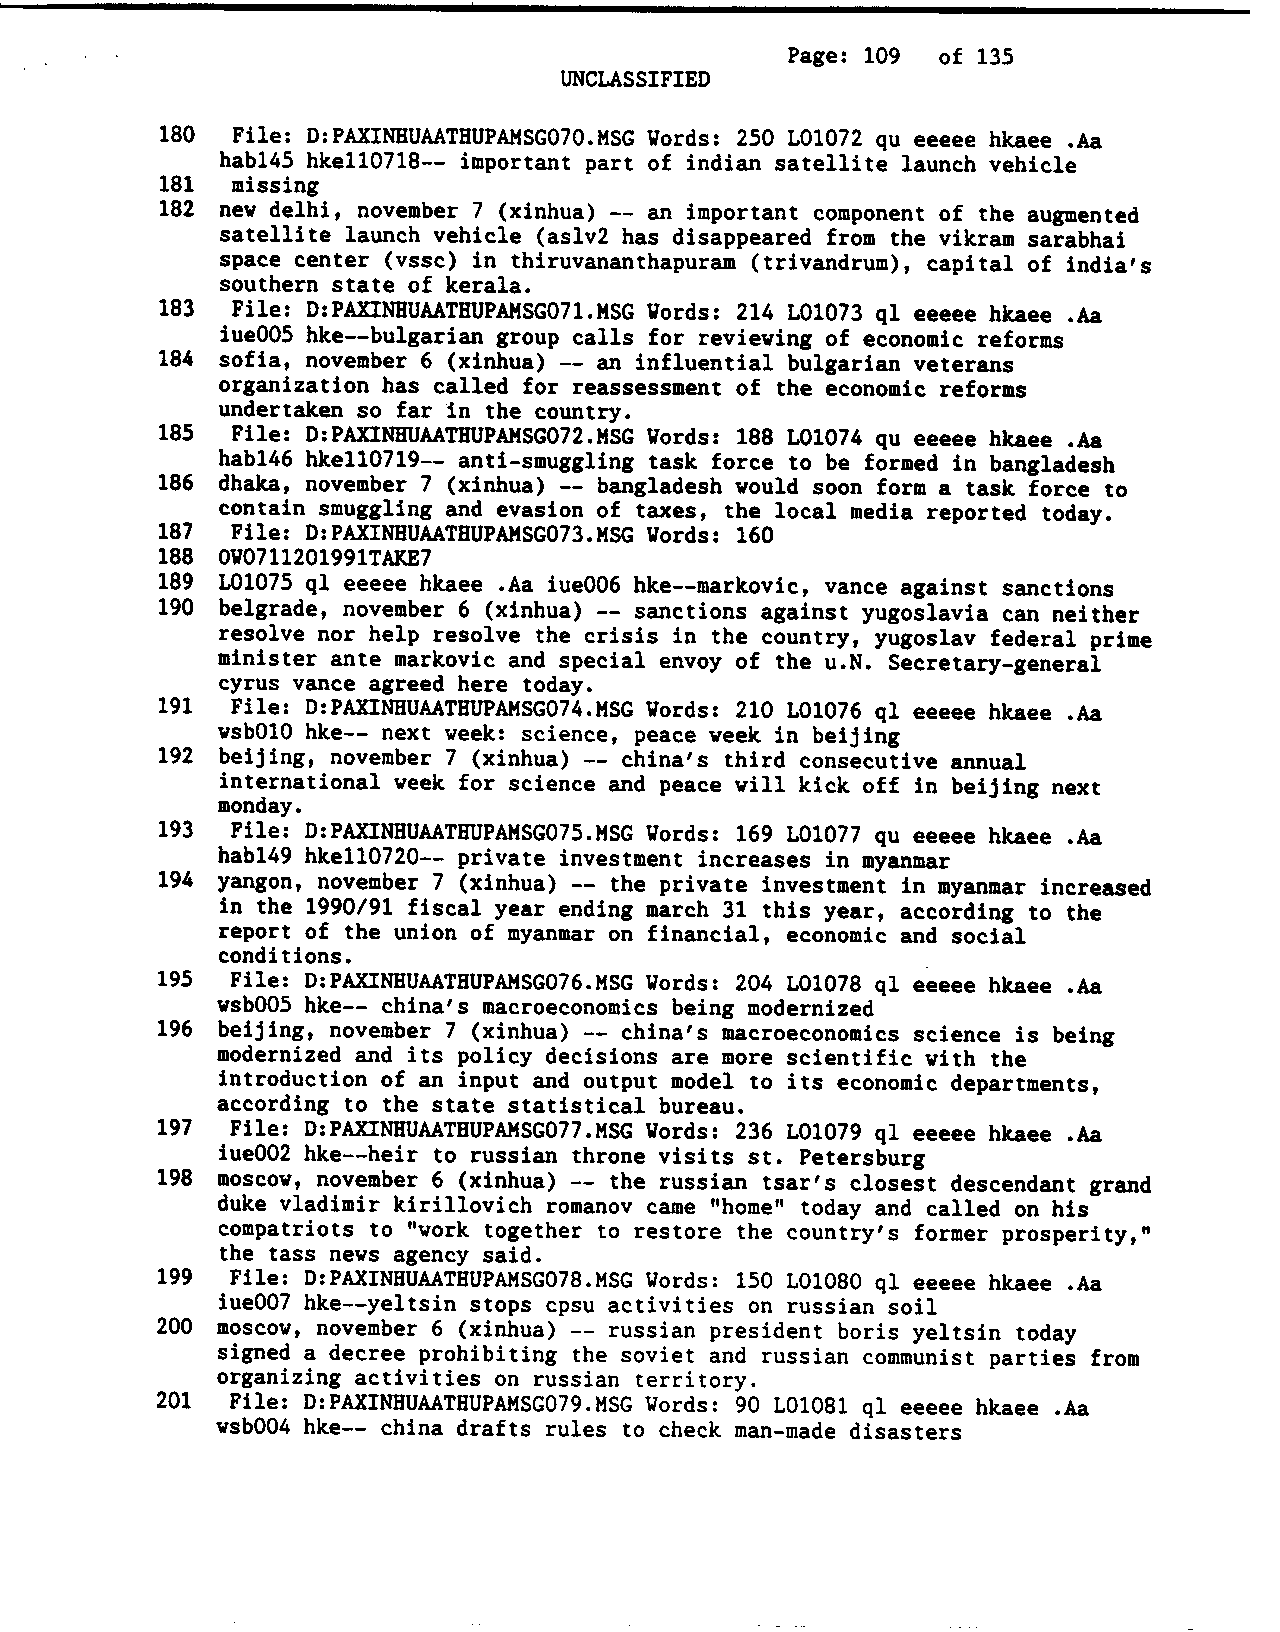 Page: 109 of 135
UNCLASSIFIED
180 File: D:PAXINHUAATHUPAMSG070.MSG Words: 250 L01072 qu eeeee hkaee .Aa
hab145 hke110718-- important part of indian satellite launch vehicle
181 missing
182 new delhi, november 7 (xinhua) -- an important component of the augmented
satellite launch vehicle (aslv2 has disappeared from the vikram sarabhai
space center (vssc) in thiruvananthapuram (trivandrum), capital of india's
southern state of kerala.
183 File: D:PAXINHUAATHUPAMSG071.MSG Words: 214 L01073 ql eeeee hkaee .Aa
iue005 hke--bulgarian group calls for reviewing of economic reforms
184 sofia, november 6 (xinhua) -- an influential bulgarian veterans
organization has called for reassessment of the economic reforms
undertaken so far in the country.
185 File: D:PAXINHUAATHUPAMSG072.MSG Words: 188 L01074 qu eeeee hkaee .Aa
hab146 hke110719-- anti-smuggling task force to be formed in bangladesh
186 dhaka, november 7 (xinhua) -- bangladesh would soon form a task force to
contain smuggling and evasion of taxes, the local media reported today.
187 File: D:PAXINHUAATHUPAMSG073.MSG Words: 160
188 OW0711201991TAKE7
189 L01075 ql eeeee hkaee .Aa iue006 hke--markovic, vance against sanctions
190 belgrade, november 6 (xinhua) -- sanctions against yugoslavia can neither
resolve nor help resolve the crisis in the country, yugoslav federal prime
minister ante markovic and special envoy of the u.N. Secretary-general
cyrus vance agreed here today.
191 File: D:PAXINHUAATHUPAMSG074.MSG Words: 210 L01076 ql eeeee hkaee .Aa
wsb010 hke-- next week: science, peace week in beijing
192 beijing, november 7 (xinhua) -- china's third consecutive annual
international week for science and peace will kick off in beijing next
monday.
193 File: D:PAXINHUAATHUPAMSG075.MSG Words: 169 L01077 qu eeeee hkaee .Aa
hab149 hke110720-- private investment increases in myanmar
194 yangon, november 7 (xinhua) -- the private investment in myanmar increased
in the 1990/91 fiscal year ending march 31 this year, according to the
report of the union of myanmar on financial, economic and social
conditions.
195 File: D:PAXINHUAATHUPAMSG076.MSG Words: 204 L01078 ql eeeee hkaee .Aa
wsb005 hke-- china's macroeconomics being modernized
196 beijing, november 7 (xinhua) -- china's macroeconomics science is being
modernized and its policy decisions are more scientific with the
introduction of an input and output model to its economic departments,
according to the state statistical bureau.
197 File: D:PAXINHUAATHUPAMSG077.MSG Words: 236 L01079 ql eeeee hkaee .Aa
iue002 hke--heir to russian throne visits st. Petersburg
198 moscow, november 6 (xinhua) -- the russian tsar's closest descendant grand
duke vladimir kirillovich romanov came "home" today and called on his
compatriots to "work together to restore the country's former prosperity,"
the tass news agency said.
199 File: D:PAXINHUAATHUPAMSG078.MSG Words: 150 L01080 ql eeeee hkaee .Aa
iue007 hke--yeltsin stops cpsu activities on russian soil
200 moscow, november 6 (xinhua) -- russian president boris yeltsin today
signed a decree prohibiting the soviet and russian communist parties from
organizing activities on russian territory.
201 File: D:PAXINHUAATHUPAMSG079.MSG Words: 90 L01081 ql eeeee hkaee .Aa
wsb004 hke-- china drafts rules to check man-made disasters